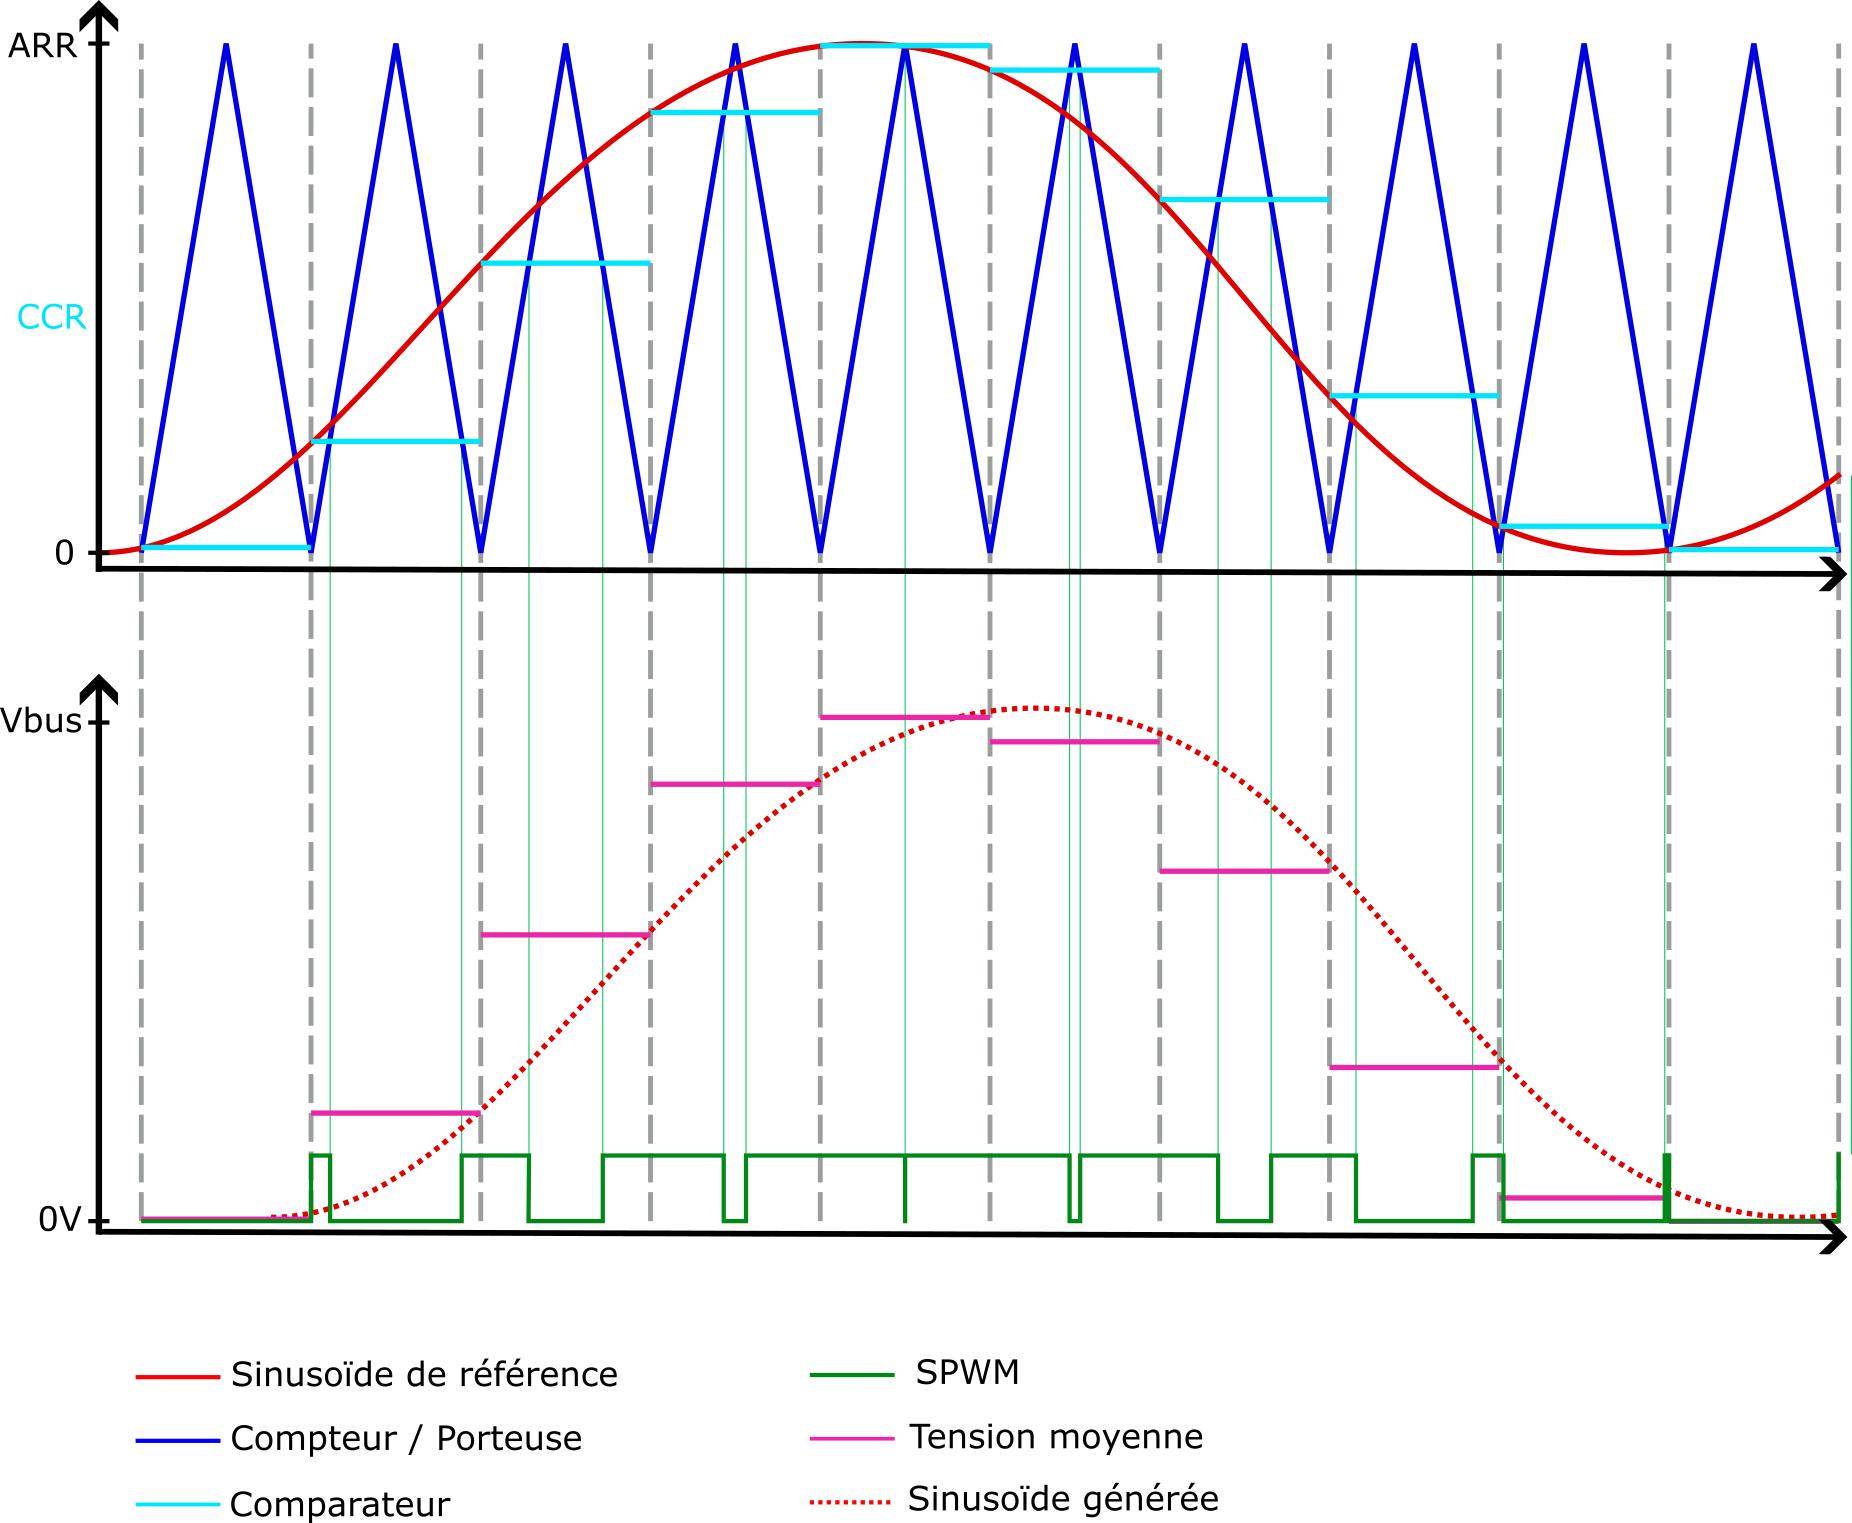 ARR
CCR
0
Vbus
0V
Sinusoïde de référence
SPWM
Compteur / Porteuse
Tension moyenne
Comparateur
Sinusoïde générée